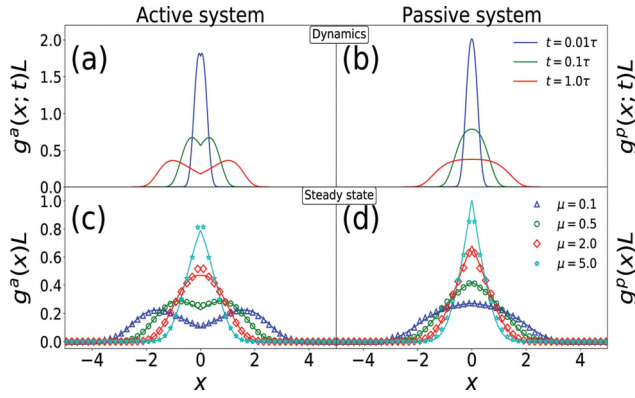 Active system Passive system
Dynamics
(a) (b)
t = 0.01τ
t = 0.1τ
t = 1.0τ
g^a(x; t)L
g^p(x; t)L
2.0
1.5
1.0
0.5
0.0
Steady state
(c) (d)
μ = 0.1
μ = 0.5
μ = 2.0
μ = 5.0
g^a(x)L
g^p(x)L
1.0
0.8
0.6
0.4
0.2
0.0
−4 −2 0 2 4 −4 −2 0 2 4
x x